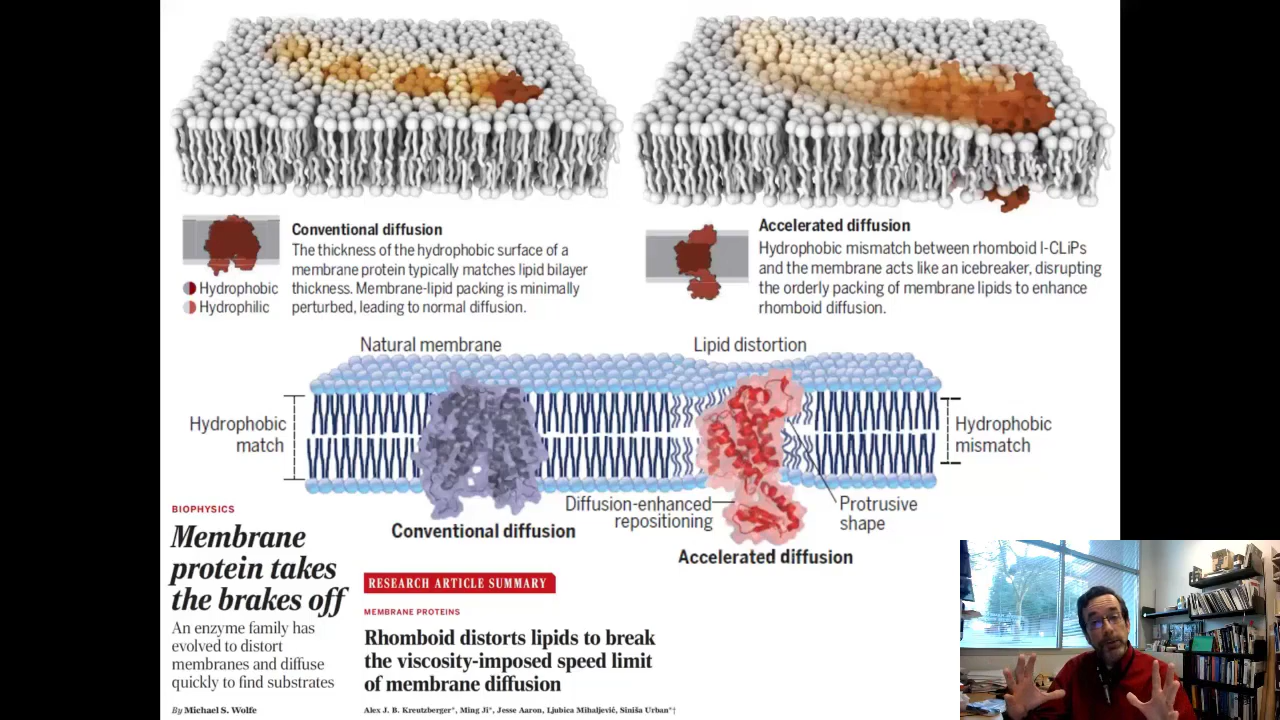 Conventional diffusion
The thickness of the hydrophobic surface of a
membrane protein typically matches lipid bilayer
thickness. Membrane-lipid packing is minimally
perturbed, leading to normal diffusion.
Hydrophobic
Hydrophilic
Accelerated diffusion
Hydrophobic mismatch between rhomboid I-CLiPs
and the membrane acts like an icebreaker, disrupting
the orderly packing of membrane lipids to enhance
rhomboid diffusion.
Natural membrane
Lipid distortion
Hydrophobic
match
Hydrophobic
mismatch
Diffusion-enhanced
repositioning
Protrusive
shape
Conventional diffusion
Accelerated diffusion
BIOPHYSICS
Membrane
protein takes
the brakes off
An enzyme family has
evolved to distort
membranes and diffuse
quickly to find substrates
By Michael S. Wolfe
RESEARCH ARTICLE SUMMARY
MEMBRANE PROTEINS
Rhomboid distorts lipids to break
the viscosity-imposed speed limit
of membrane diffusion
Alex J. B. Kreutzberger*, Ming Ji*, Jesse Aaron, Ljubica Mihaljević, Siniša Urban*†